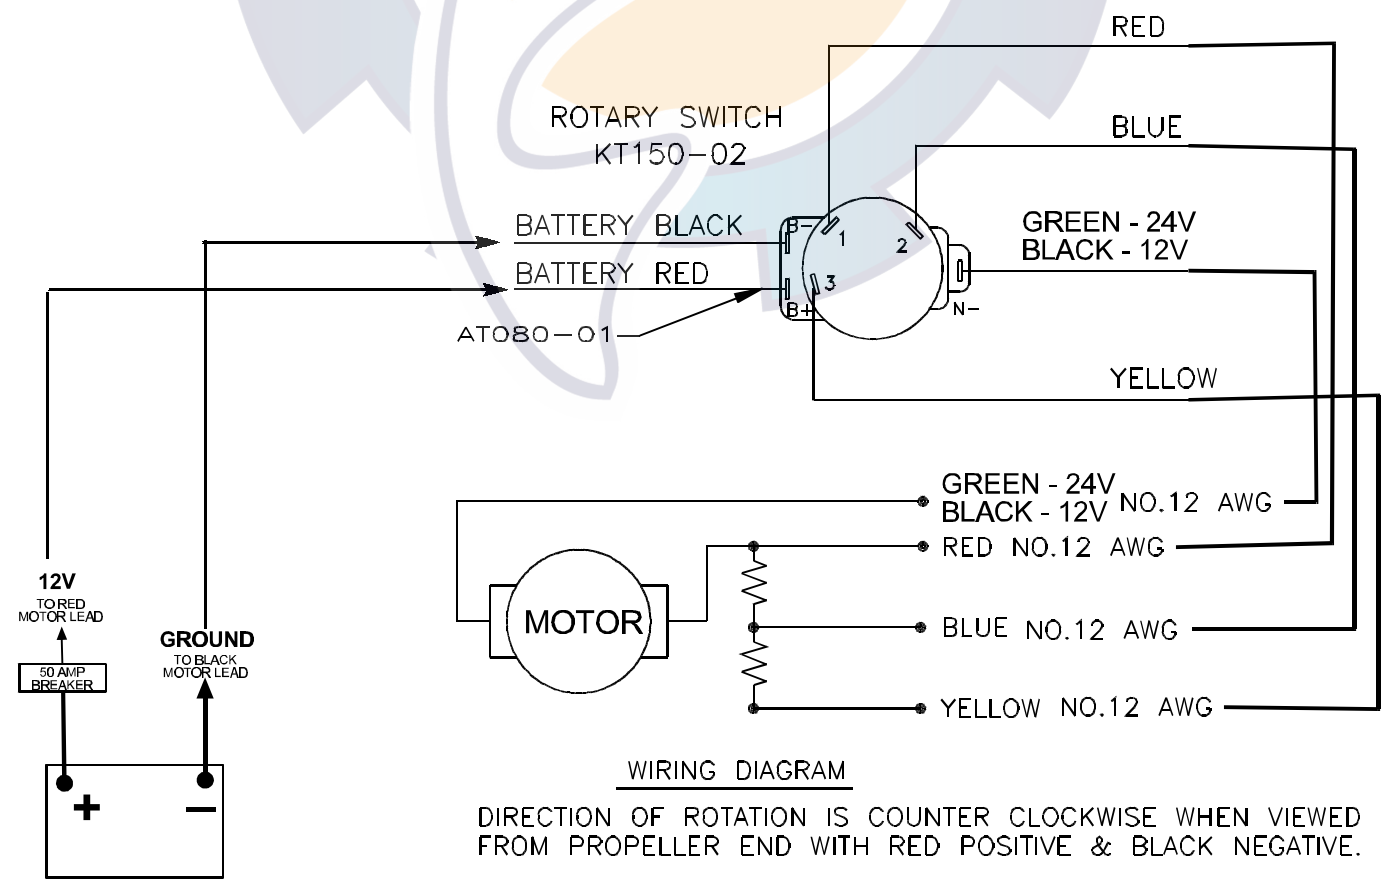 RED
BLUE
ROTARY SWITCH
KT150-02
BATTERY BLACK
BATTERY RED
AT080-01
B-
B+
1
2
3
N-
GREEN - 24V
BLACK - 12V
YELLOW
GREEN - 24V
BLACK - 12V
NO.12 AWG
RED NO.12 AWG
BLUE NO.12 AWG
YELLOW NO.12 AWG
MOTOR
12V
TO RED
MOTOR LEAD
50 AMP
BREAKER
GROUND
TO BLACK
MOTOR LEAD
+
-
WIRING DIAGRAM
DIRECTION OF ROTATION IS COUNTER CLOCKWISE WHEN VIEWED
FROM PROPELLER END WITH RED POSITIVE & BLACK NEGATIVE.